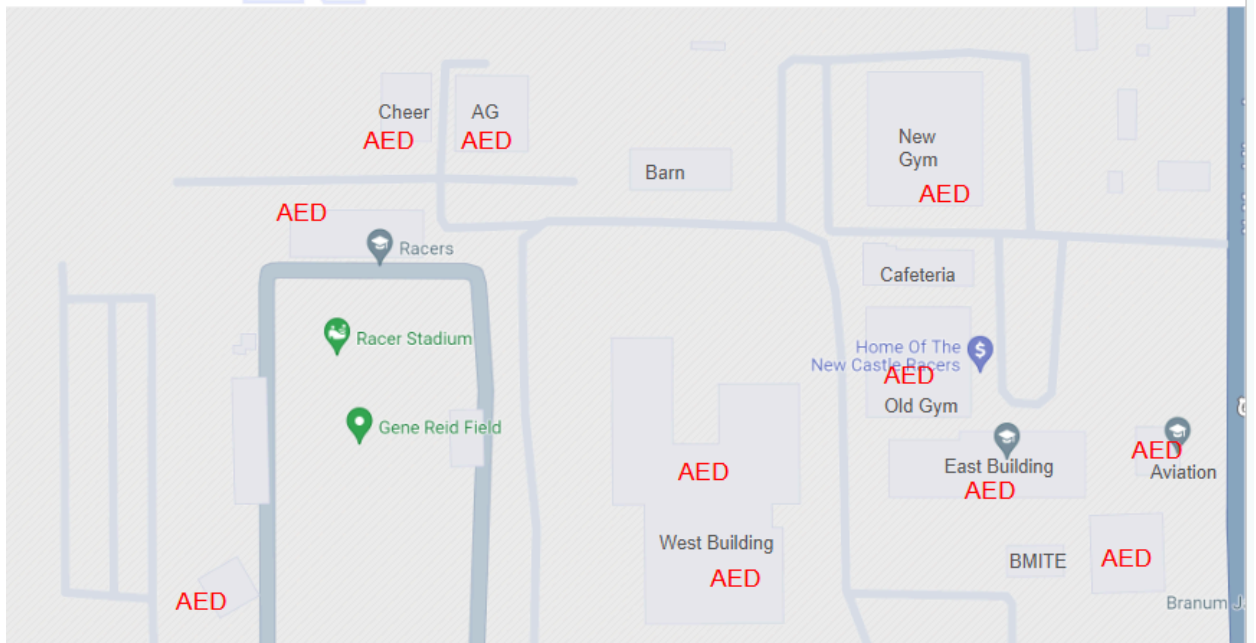 Cheer
AG
AED
AED
New
Gym
Barn
AED
AED
Racers
Cafeteria
Racer Stadium
Home Of The
New Castle Racers
AED
Old Gym
Gene Reid Field
AED
Aviation
East Building
AED
AED
West Building
AED
BMITE
AED
AED
Branum